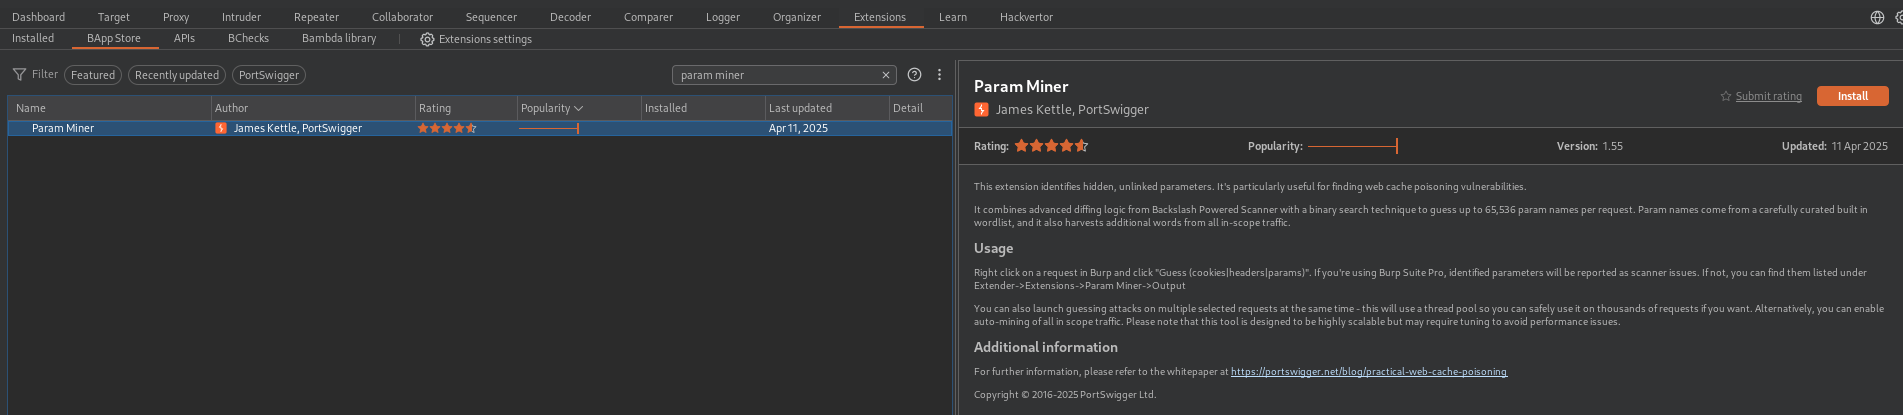 Dashboard Target Proxy Intruder Repeater Collaborator Sequencer Decoder Comparer Logger Organizer Extensions Learn Hackvertor
Installed BApp Store APIs BChecks Bambda library Extensions settings
Filter Featured Recently updated PortSwigger param miner
Name Author Rating Popularity Installed Last updated Detail
Param Miner James Kettle, PortSwigger Apr 11, 2025
Param Miner
James Kettle, PortSwigger
Submit rating Install
Rating: Popularity: Version: 1.55 Updated: 11 Apr 2025
This extension identifies hidden, unlinked parameters. It's particularly useful for finding web cache poisoning vulnerabilities.
It combines advanced diffing logic from Backslash Powered Scanner with a binary search technique to guess up to 65,536 param names per request. Param names come from a carefully curated built in
wordlist, and it also harvests additional words from all in-scope traffic.
Usage
Right click on a request in Burp and click "Guess (cookies|headers|params)". If you're using Burp Suite Pro, identified parameters will be reported as scanner issues. If not, you can find them listed under
Extender->Extensions->Param Miner->Output
You can also launch guessing attacks on multiple selected requests at the same time - this will use a thread pool so you can safely use it on thousands of requests if you want. Alternatively, you can enable
auto-mining of all in scope traffic. Please note that this tool is designed to be highly scalable but may require tuning to avoid performance issues.
Additional information
For further information, please refer to the whitepaper at https://portswigger.net/blog/practical-web-cache-poisoning
Copyright © 2016-2025 PortSwigger Ltd.